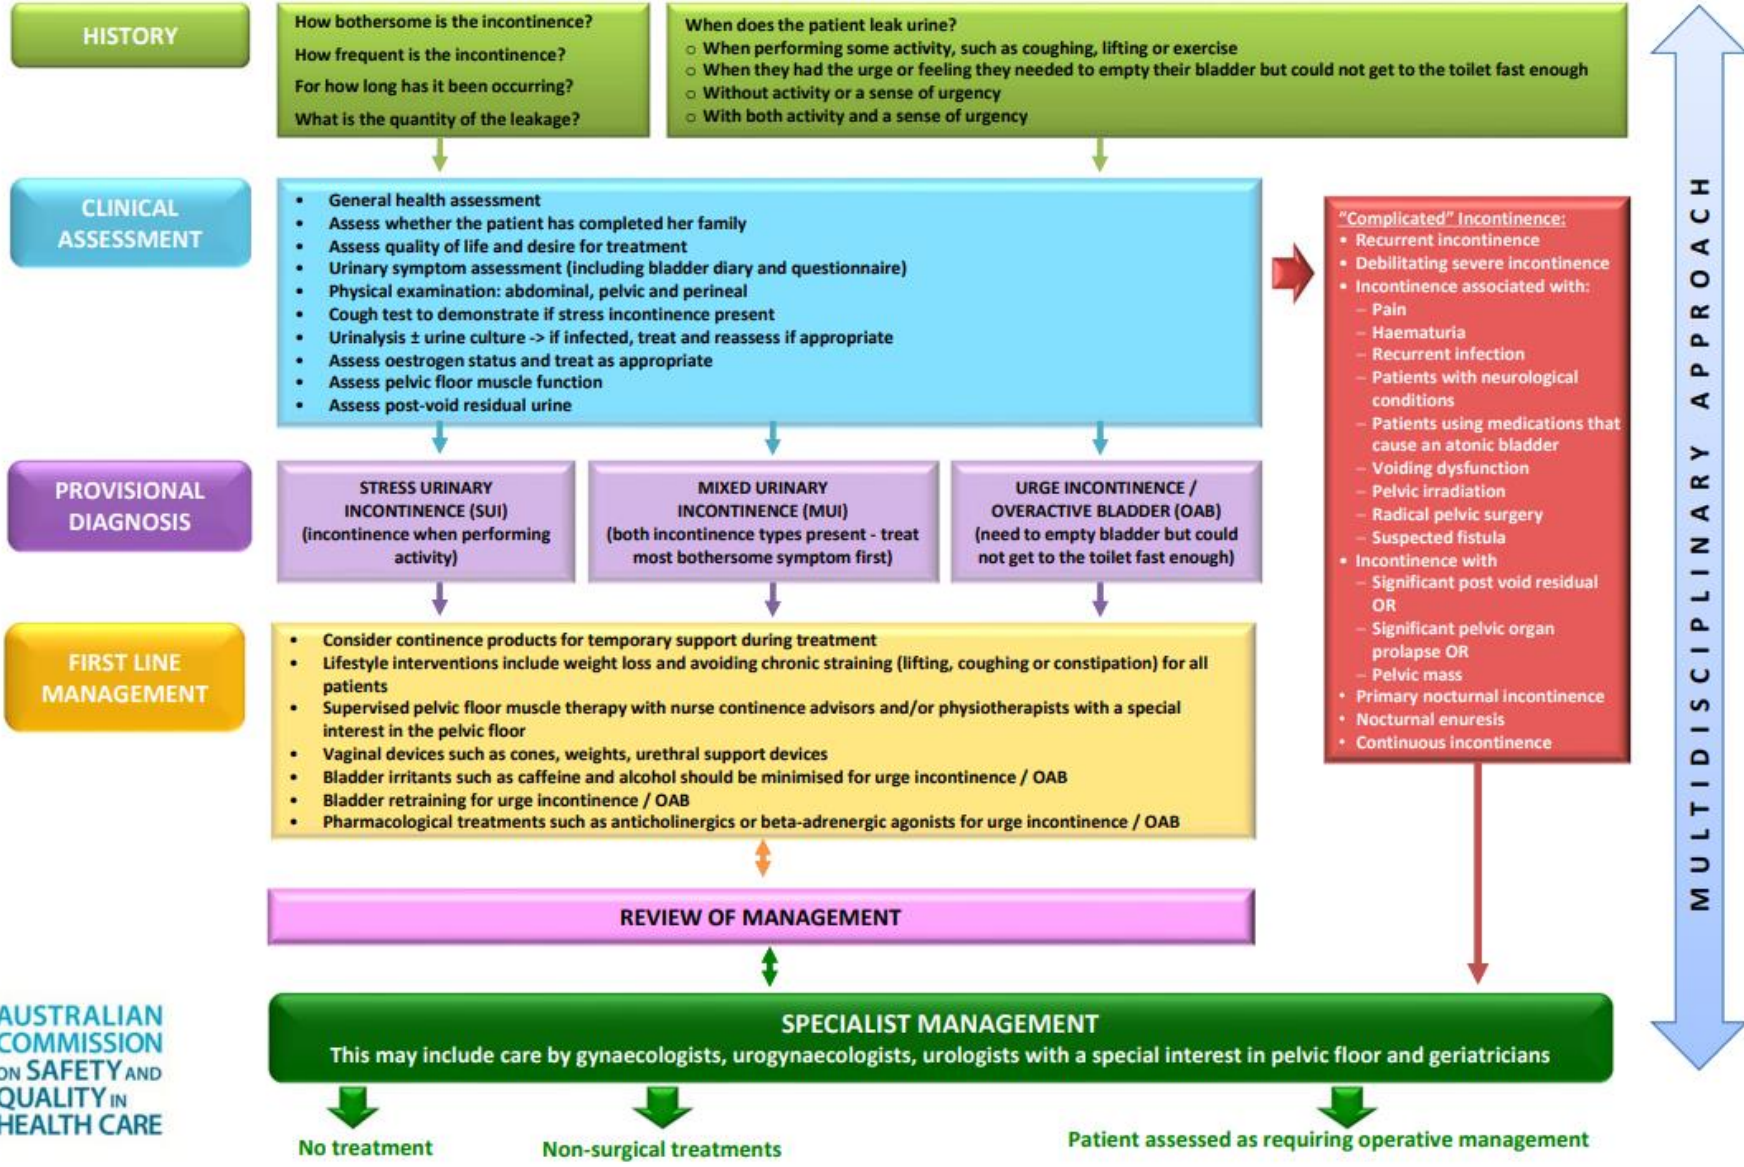 HISTORY
How bothersome is the incontinence?
How frequent is the incontinence?
For how long has it been occurring?
What is the quantity of the leakage?
When does the patient leak urine?
o When performing some activity, such as coughing, lifting or exercise
o When they had the urge or feeling they needed to empty their bladder but could not get to the toilet fast enough
o Without activity or a sense of urgency
o With both activity and a sense of urgency
CLINICAL
ASSESSMENT
• General health assessment
• Assess whether the patient has completed her family
• Assess quality of life and desire for treatment
• Urinary symptom assessment (including bladder diary and questionnaire)
• Physical examination: abdominal, pelvic and perineal
• Cough test to demonstrate if stress incontinence present
• Urinalysis ± urine culture -> if infected, treat and reassess if appropriate
• Assess oestrogen status and treat as appropriate
• Assess pelvic floor muscle function
• Assess post-void residual urine
"Complicated" Incontinence:
• Recurrent incontinence
• Debilitating severe incontinence
• Incontinence associated with:
– Pain
– Haematuria
– Recurrent infection
– Patients with neurological
conditions
– Patients using medications that
cause an atonic bladder
– Voiding dysfunction
– Pelvic irradiation
– Radical pelvic surgery
– Suspected fistula
• Incontinence with
– Significant post void residual
OR
– Significant pelvic organ
prolapse OR
– Pelvic mass
• Primary nocturnal incontinence
• Nocturnal enuresis
• Continuous incontinence
MULTIDISCIPLINARY APPROACH
PROVISIONAL
DIAGNOSIS
STRESS URINARY
INCONTINENCE (SUI)
(incontinence when performing
activity)
MIXED URINARY
INCONTINENCE (MUI)
(both incontinence types present - treat
most bothersome symptom first)
URGE INCONTINENCE /
OVERACTIVE BLADDER (OAB)
(need to empty bladder but could
not get to the toilet fast enough)
FIRST LINE
MANAGEMENT
• Consider continence products for temporary support during treatment
• Lifestyle interventions include weight loss and avoiding chronic straining (lifting, coughing or constipation) for all
patients
• Supervised pelvic floor muscle therapy with nurse continence advisors and/or physiotherapists with a special
interest in the pelvic floor
• Vaginal devices such as cones, weights, urethral support devices
• Bladder irritants such as caffeine and alcohol should be minimised for urge incontinence / OAB
• Bladder retraining for urge incontinence / OAB
• Pharmacological treatments such as anticholinergics or beta-adrenergic agonists for urge incontinence / OAB
REVIEW OF MANAGEMENT
SPECIALIST MANAGEMENT
This may include care by gynaecologists, urogynaecologists, urologists with a special interest in pelvic floor and geriatricians
No treatment
Non-surgical treatments
Patient assessed as requiring operative management
AUSTRALIAN
COMMISSION
ON SAFETY AND
QUALITY IN
HEALTH CARE